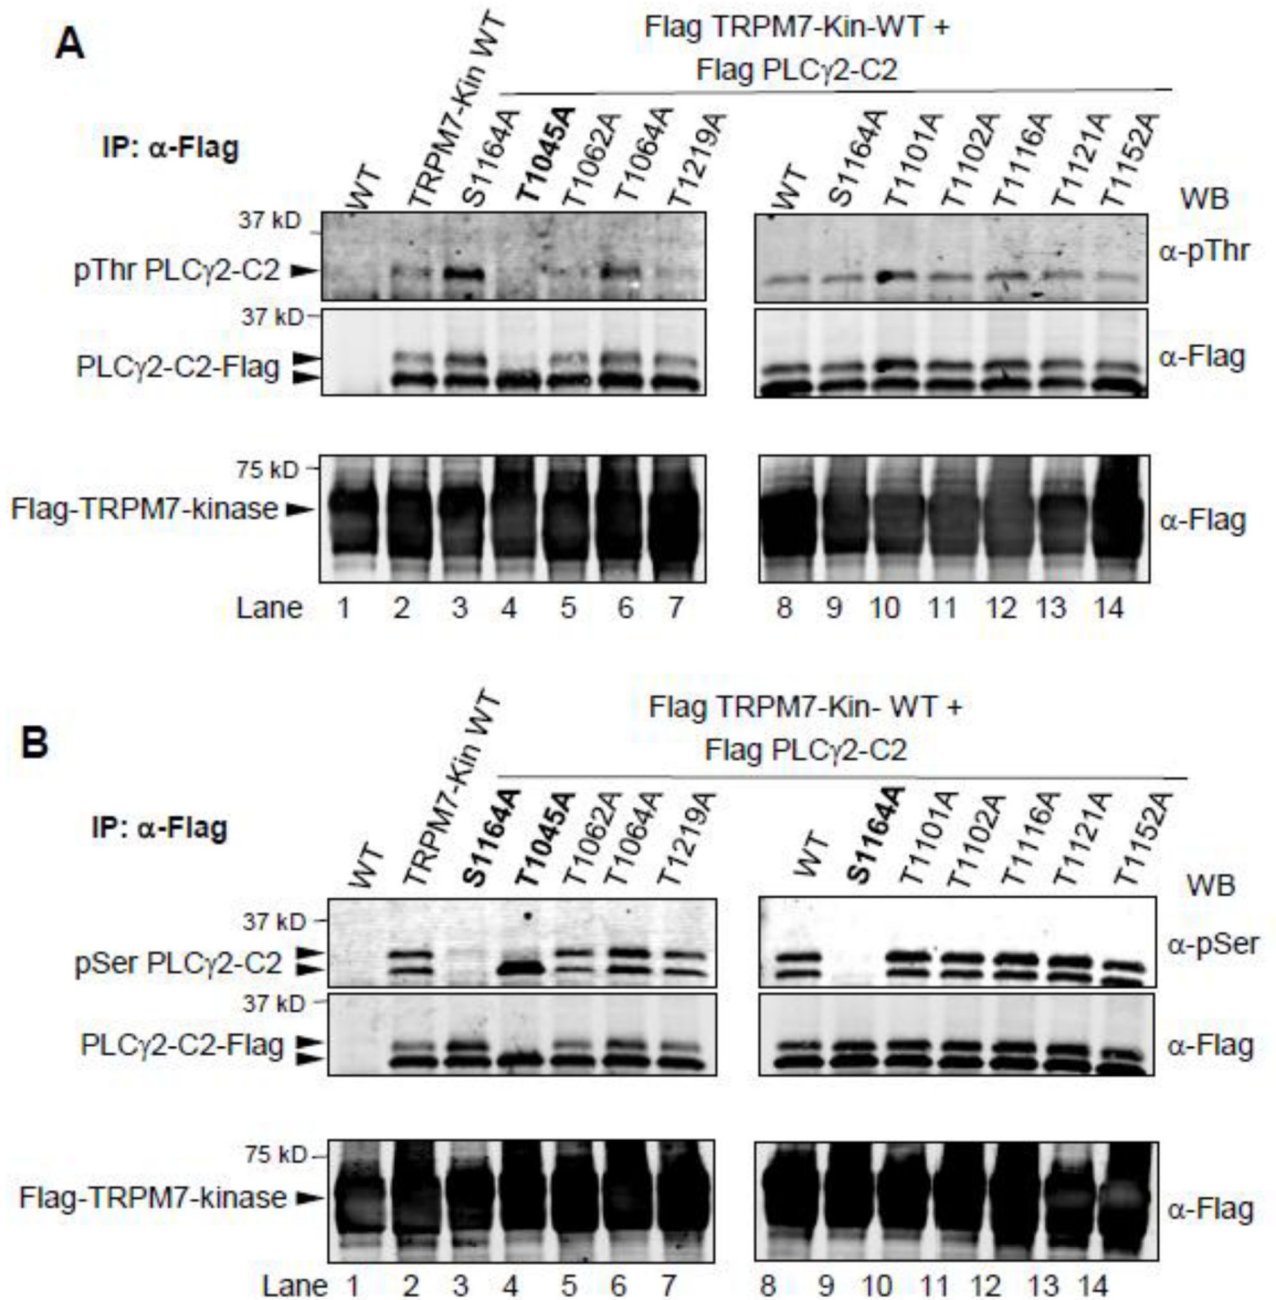 A
Flag TRPM7-Kin-WT +
Flag PLCγ2-C2
IP: α-Flag
WT
TRPM7-Kin WT
S1164A
T1045A
T1062A
T1064A
T1219A
WT
S1164A
T1101A
T1102A
T1116A
T1121A
T1152A
WB
37 kD
pThr PLCγ2-C2
α-pThr
37 kD
PLCγ2-C2-Flag
α-Flag
75 kD
Flag-TRPM7-kinase
α-Flag
Lane 1 2 3 4 5 6 7 8 9 10 11 12 13 14
B
Flag TRPM7-Kin- WT +
Flag PLCγ2-C2
IP: α-Flag
WT
TRPM7-Kin WT
S1164A
T1045A
T1062A
T1064A
T1219A
WT
S1164A
T1101A
T1102A
T1116A
T1121A
T1152A
WB
37 kD
pSer PLCγ2-C2
α-pSer
37 kD
PLCγ2-C2-Flag
α-Flag
75 kD
Flag-TRPM7-kinase
α-Flag
Lane 1 2 3 4 5 6 7 8 9 10 11 12 13 14